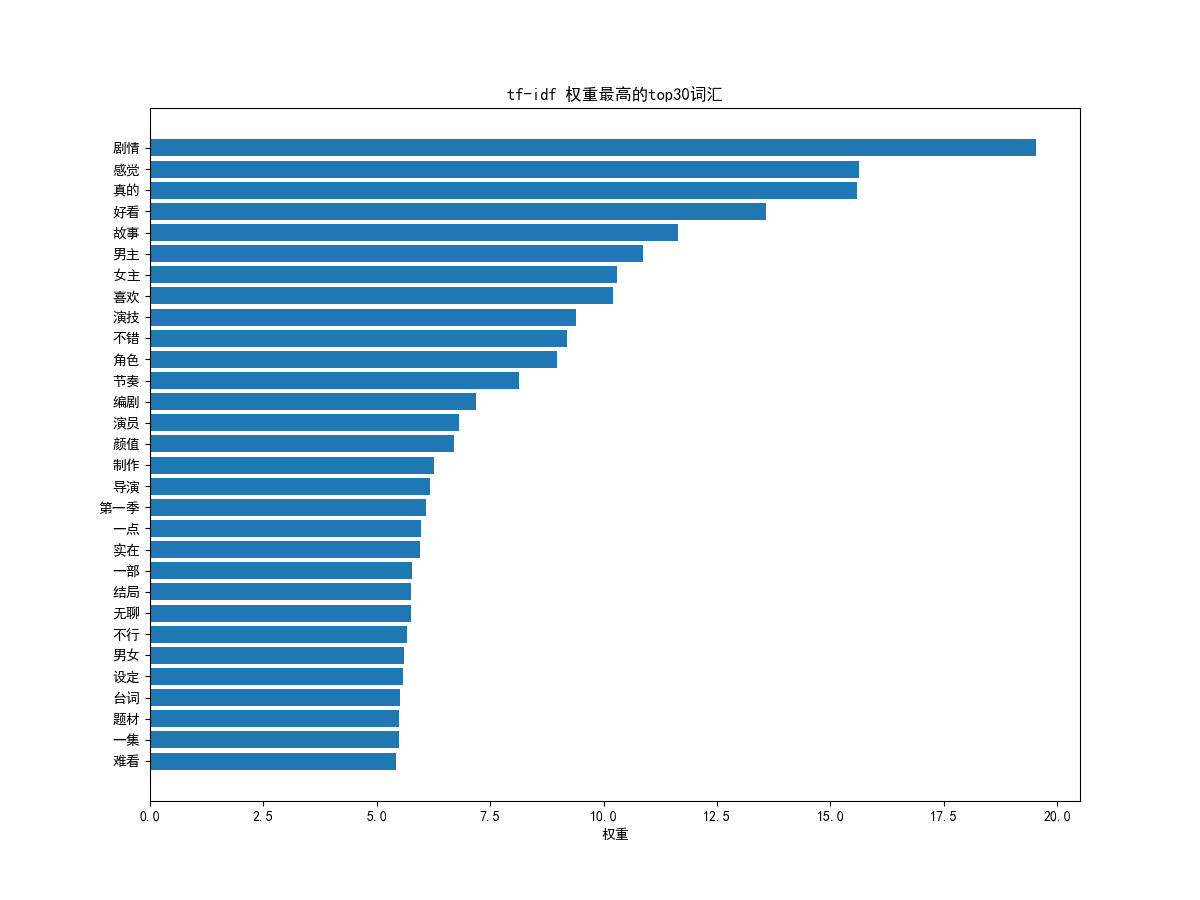 tf-idf 权重最高的top30词汇
剧情
感觉
真的
好看
故事
男主
女主
喜欢
演技
不错
角色
节奏
编剧
演员
颜值
制作
导演
第一季
一点
实在
一部
结局
无聊
不行
男女
设定
台词
题材
一集
难看
0.0 2.5 5.0 7.5 10.0 12.5 15.0 17.5 20.0
权重